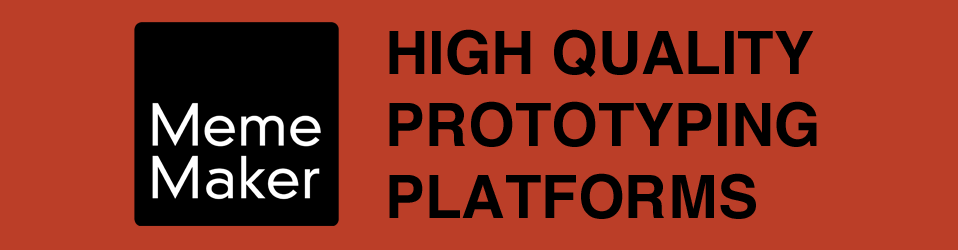 Meme
Maker
HIGH QUALITY
PROTOTYPING
PLATFORMS